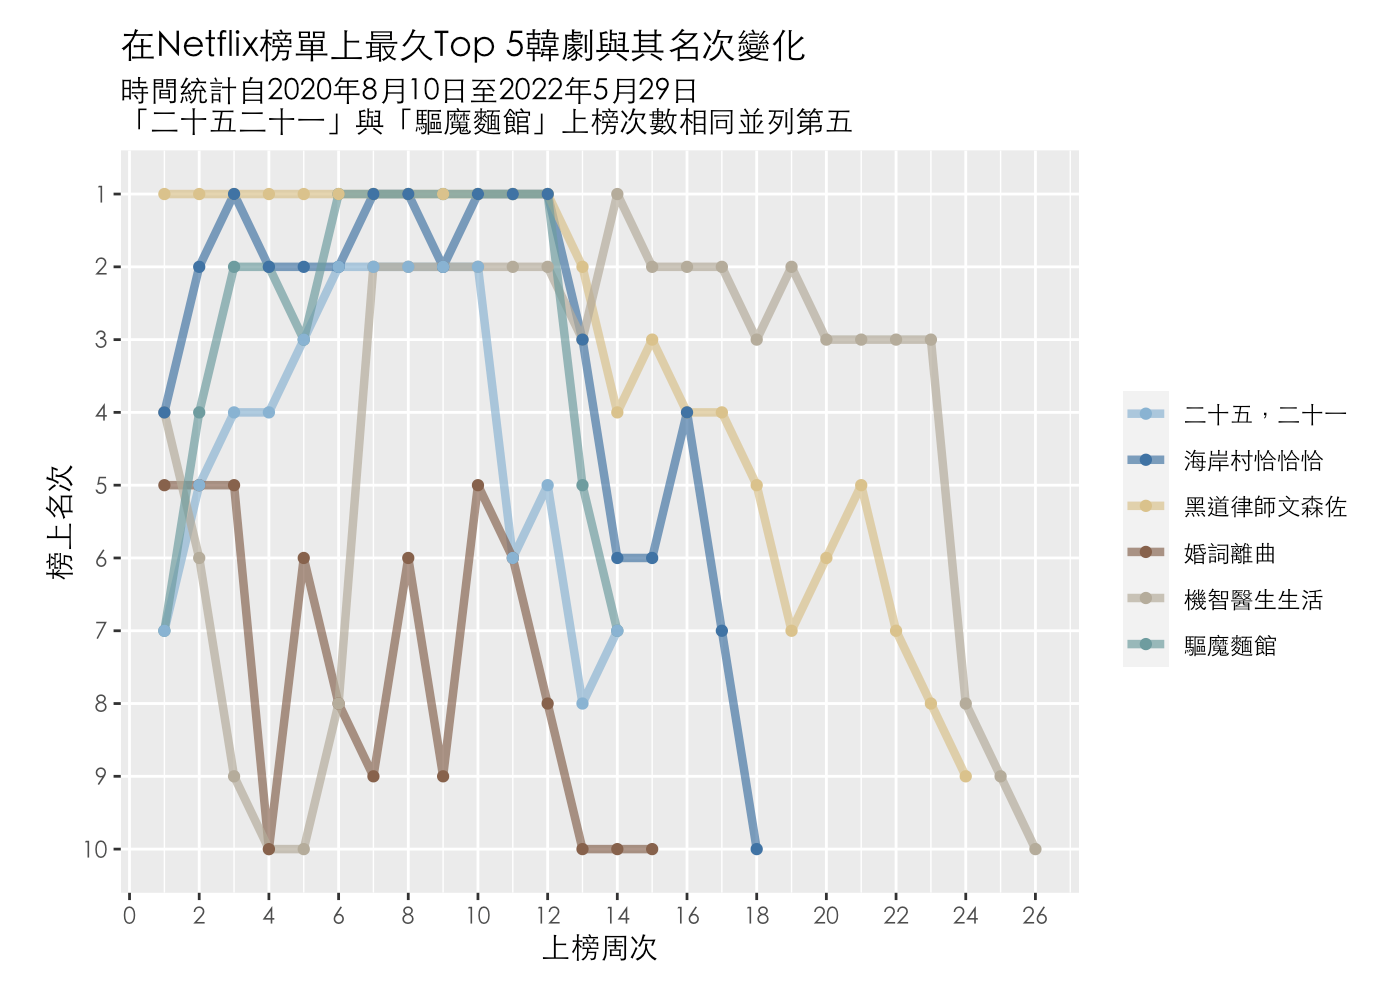 在Netflix榜單上最久Top 5韓劇與其名次變化
時間統計自2020年8月10日至2022年5月29日
「二十五二十一」與「驅魔麵館」上榜次數相同並列第五
榜上名次
1
2
3
4
5
6
7
8
9
10
0 2 4 6 8 10 12 14 16 18 20 22 24 26
上榜周次
二十五，二十一
海岸村恰恰恰
黑道律師文森佐
婚詞離曲
機智醫生生活
驅魔麵館